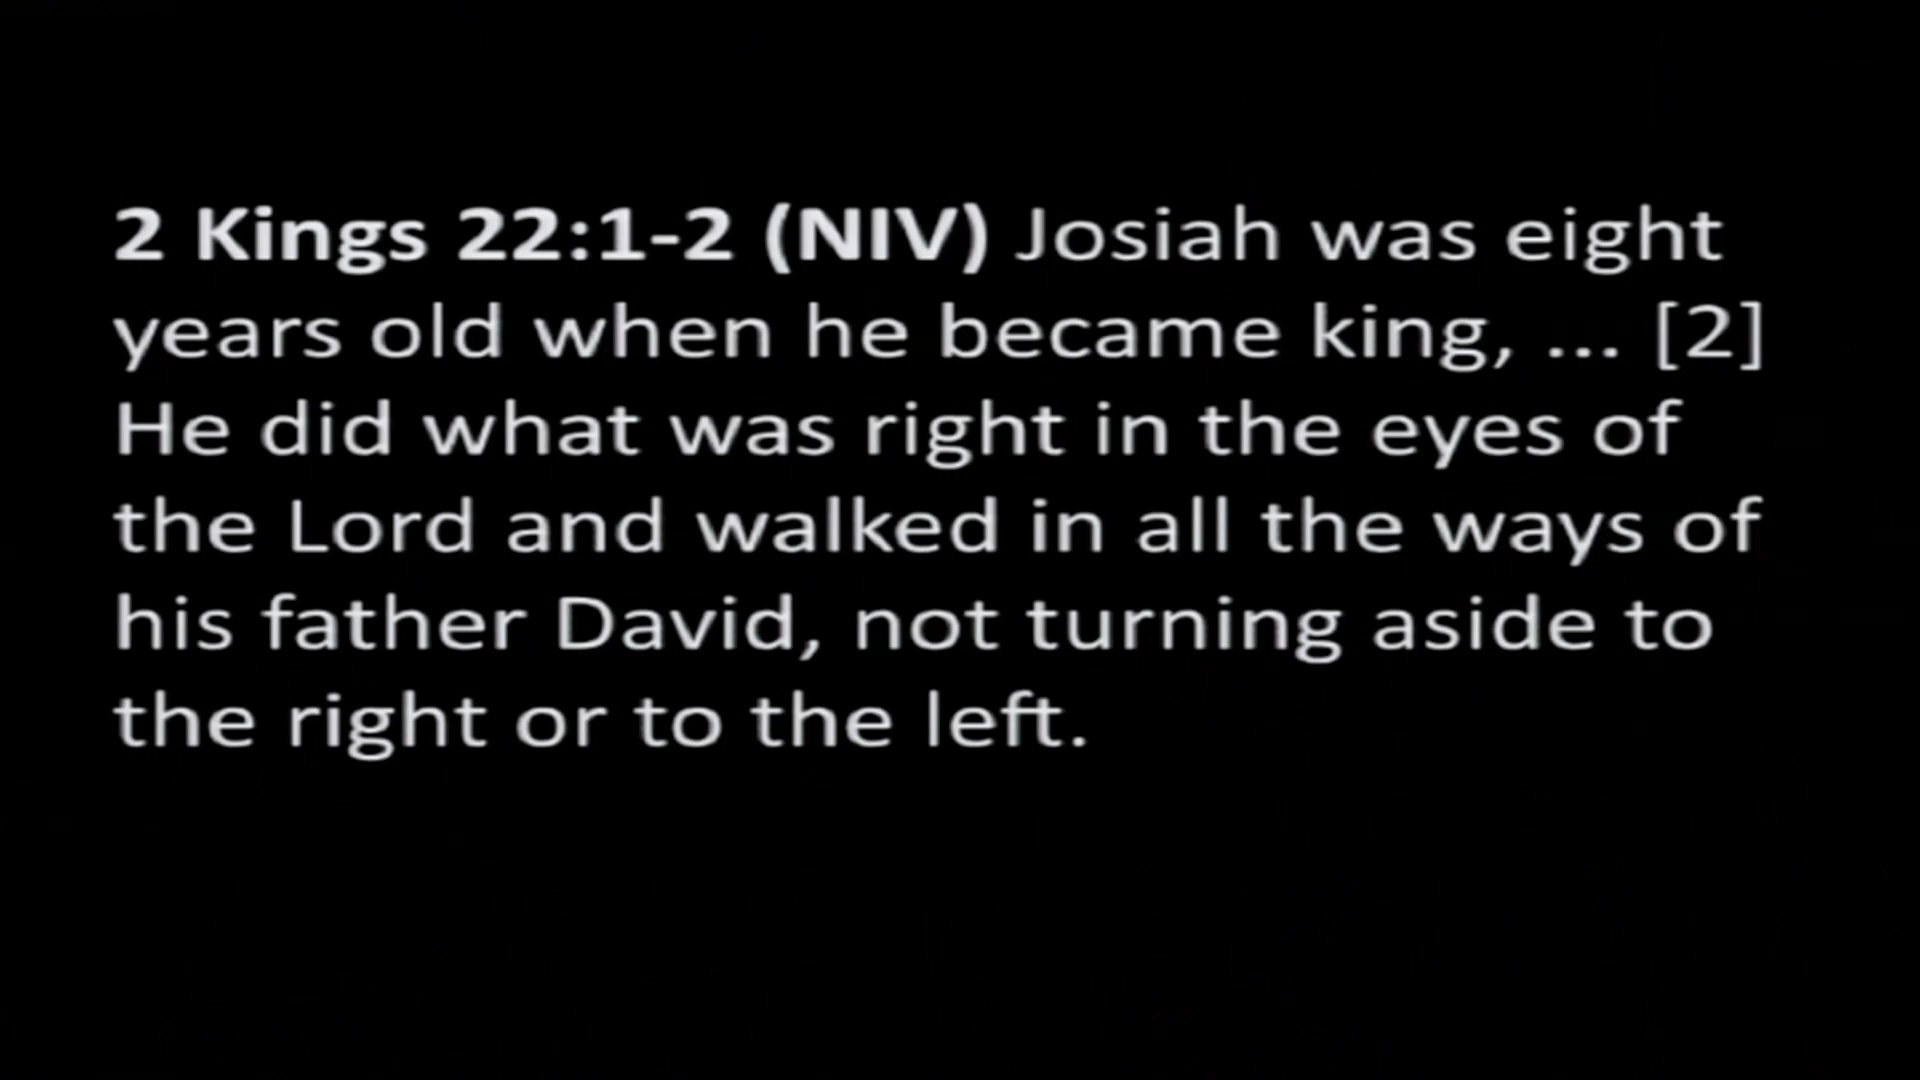 2 Kings 22:1-2 (NIV) Josiah was eight
years old when he became king, ... [2]
He did what was right in the eyes of
the Lord and walked in all the ways of
his father David, not turning aside to
the right or to the left.